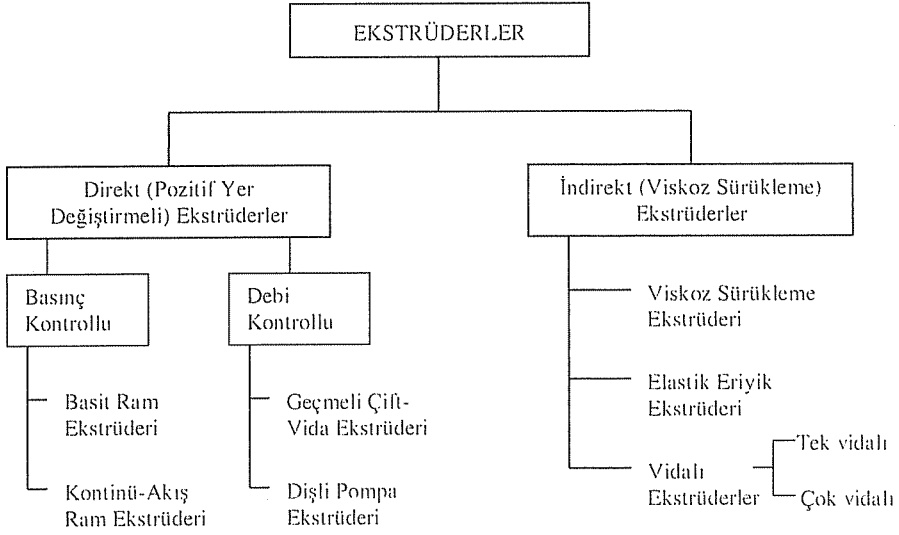 EKSTRÜDERLER
Direkt (Pozitif Yer
Değiştirmeli) Ekstrüderler
İndirekt (Viskoz Sürükleme)
Ekstrüderler
Basınç
Kontrollu
Debi
Kontrollu
Basit Ram
Ekstrüderi
Kontinü-Akış
Ram Ekstrüderi
Geçmeli Çift-
Vida Ekstrüderi
Dişli Pompa
Ekstrüderi
Viskoz Sürükleme
Ekstrüderi
Elastik Eriyik
Ekstrüderi
Vidalı
Ekstrüderler
Tek vidalı
Çok vidalı